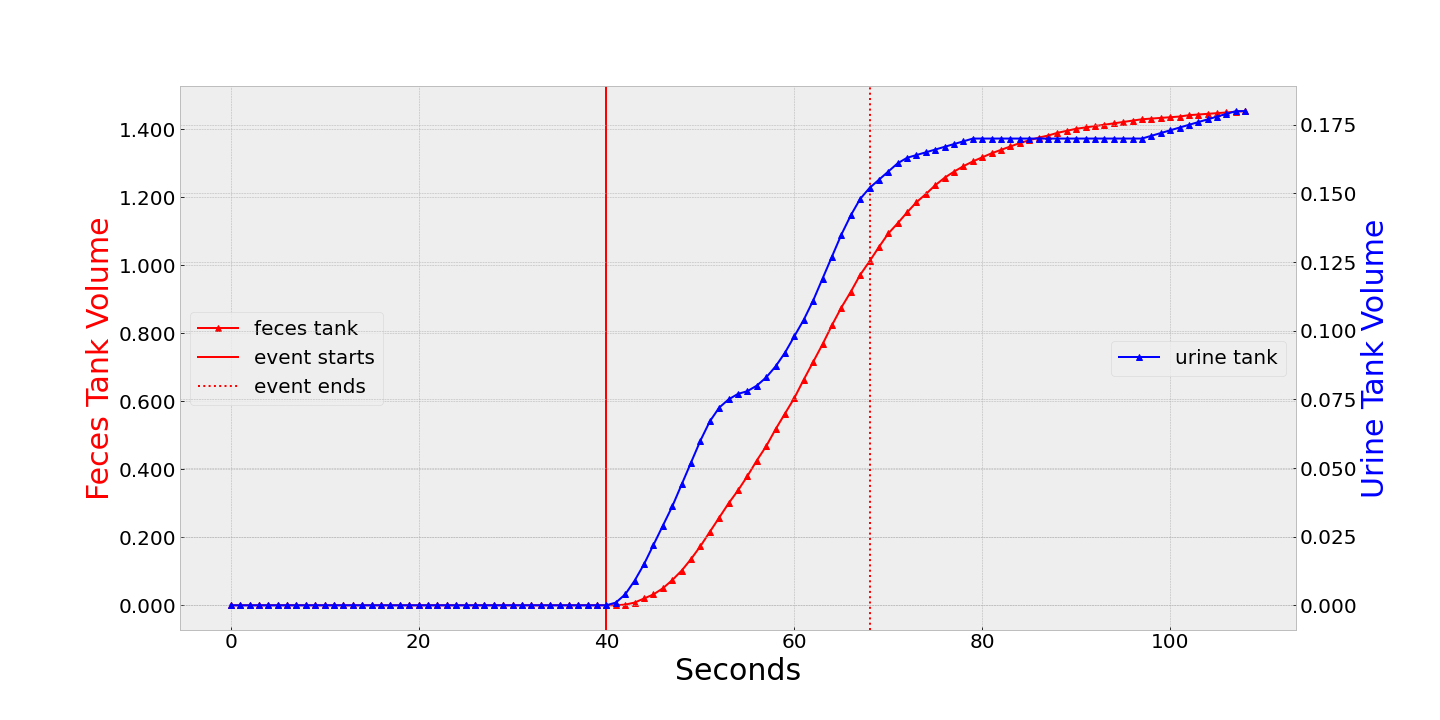 Feces Tank Volume
1.400
1.200
1.000
0.800
0.600
0.400
0.200
0.000
feces tank
event starts
event ends
urine tank
0.175
0.150
0.125
0.100
0.075
0.050
0.025
0.000
Urine Tank Volume
0 20 40 60 80 100
Seconds